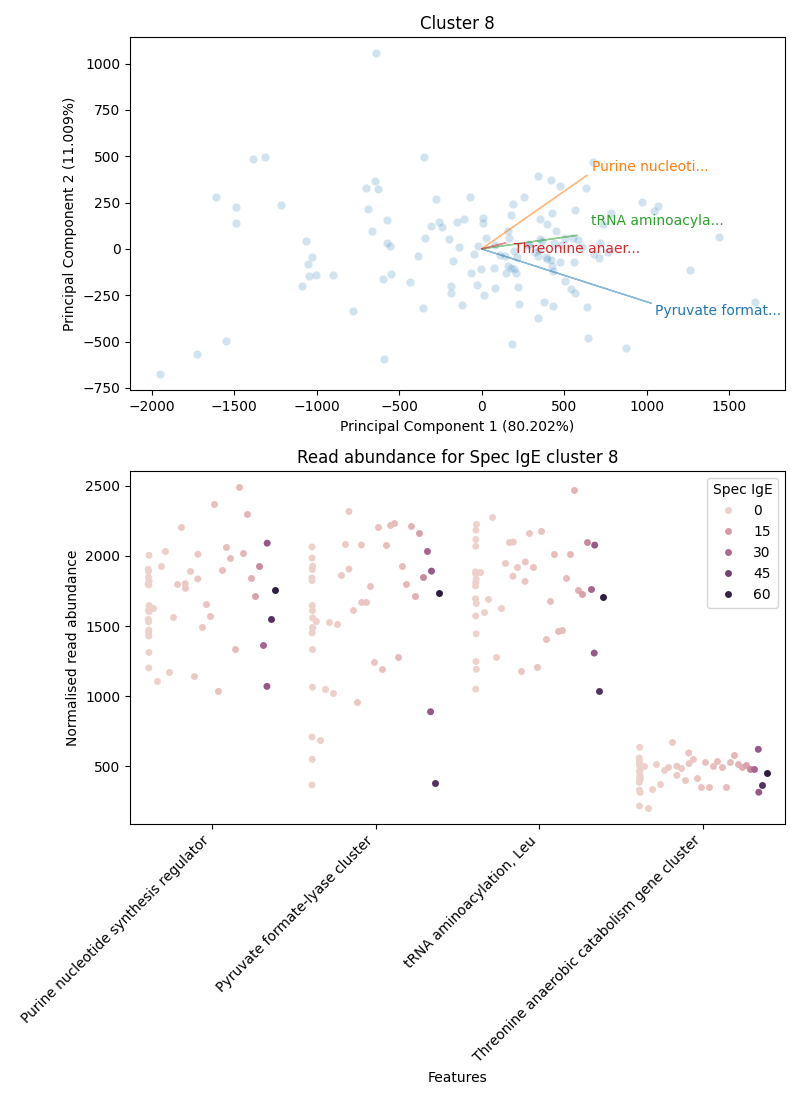 Cluster 8
1000
750
500
250
0
−250
−500
−750
Principal Component 2 (11.009%)
Purine nucleoti...
tRNA aminoacyla...
Threonine anaer...
Pyruvate format...
−2000 −1500 −1000 −500 0 500 1000 1500
Principal Component 1 (80.202%)
Read abundance for Spec IgE cluster 8
2500
2000
1500
1000
500
Normalised read abundance
Spec IgE
0
15
30
45
60
Purine nucleotide synthesis regulator
Pyruvate formate-lyase cluster
tRNA aminoacylation, Leu
Threonine anaerobic catabolism gene cluster
Features